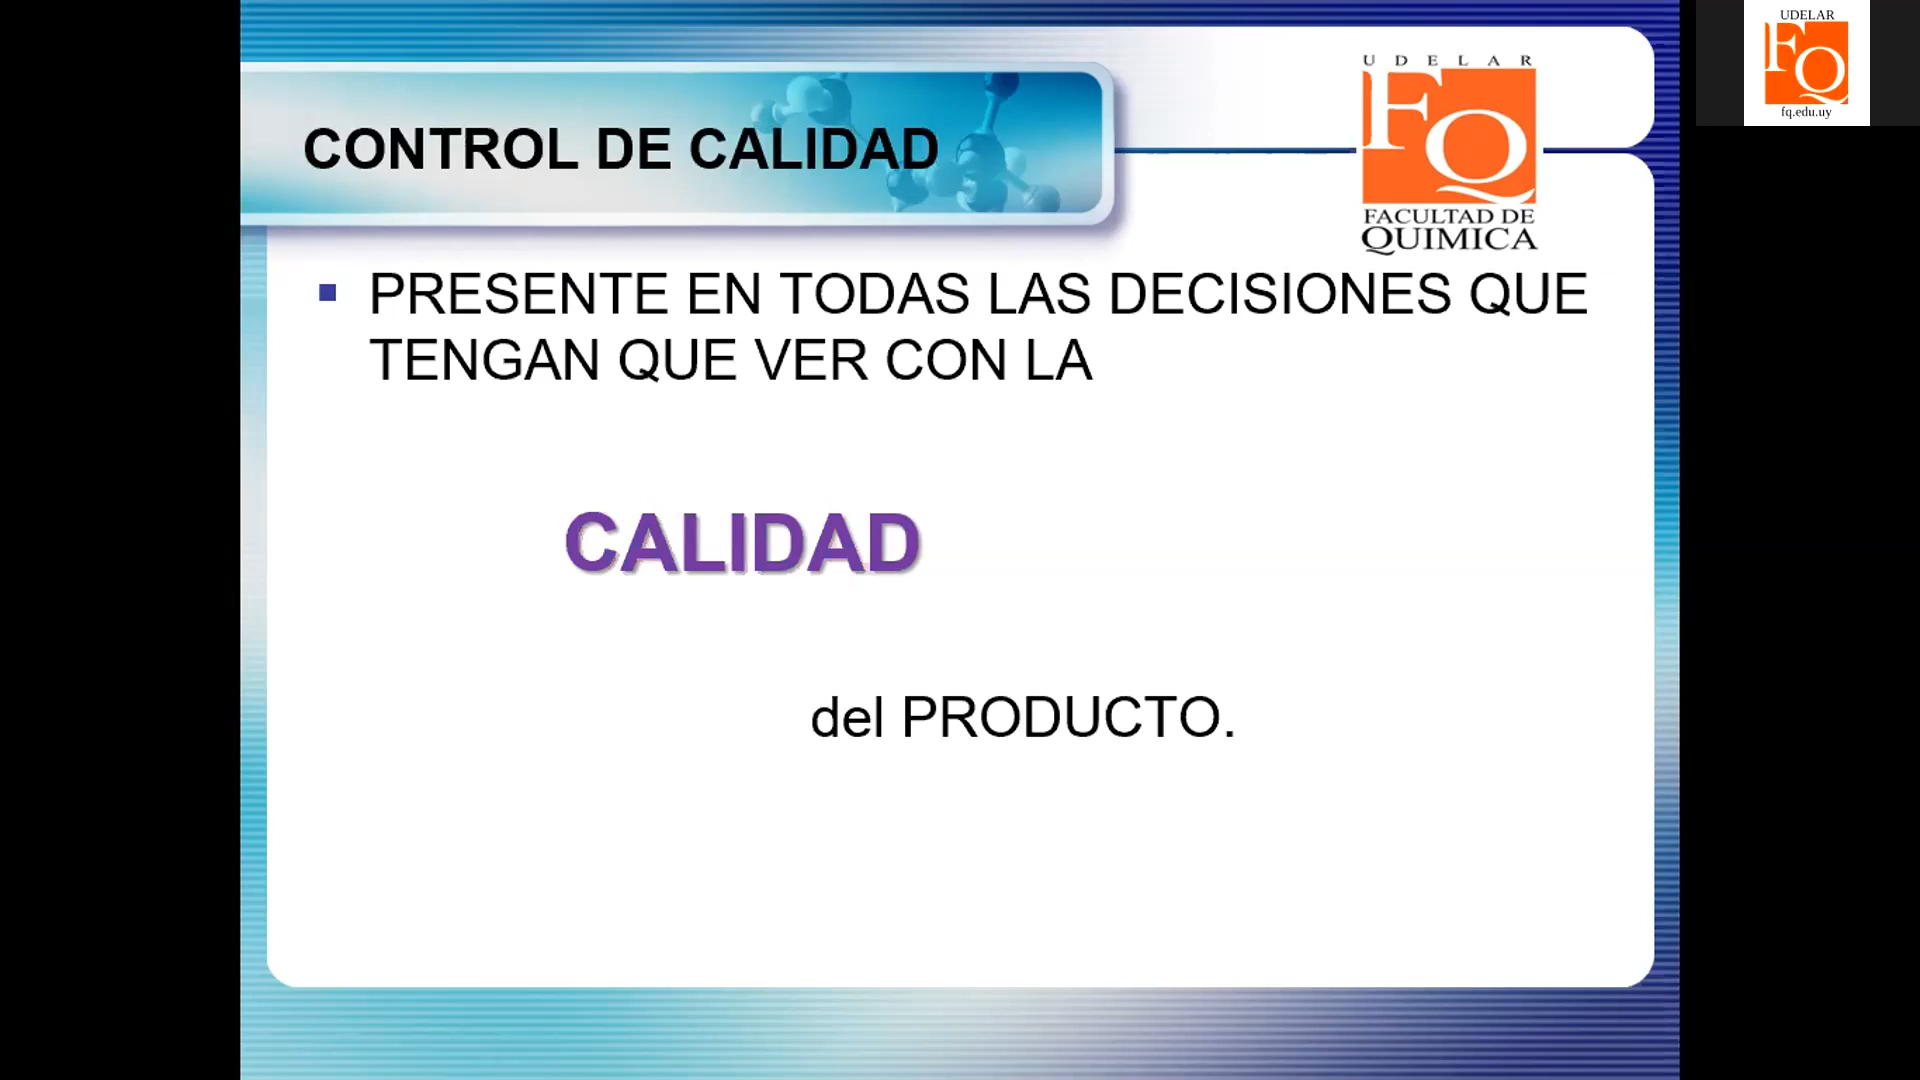 UDELAR
FQ
fq.edu.uy
UDELAR
FQ
FACULTAD DE
QUIMICA
CONTROL DE CALIDAD
▪ PRESENTE EN TODAS LAS DECISIONES QUE
TENGAN QUE VER CON LA
CALIDAD
del PRODUCTO.